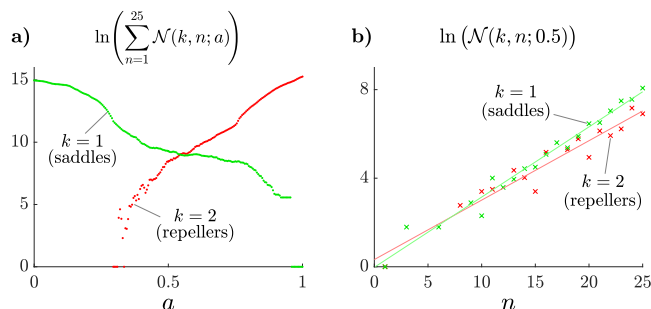 a) ln(∑_{n=1}^{25} 𝒩(k, n; a))
15
10
5
0
k = 1
(saddles)
k = 2
(repellers)
0 0.5 1
a
b) ln(𝒩(k, n; 0.5))
8
4
0
k = 1
(saddles)
k = 2
(repellers)
0 5 10 15 20 25
n